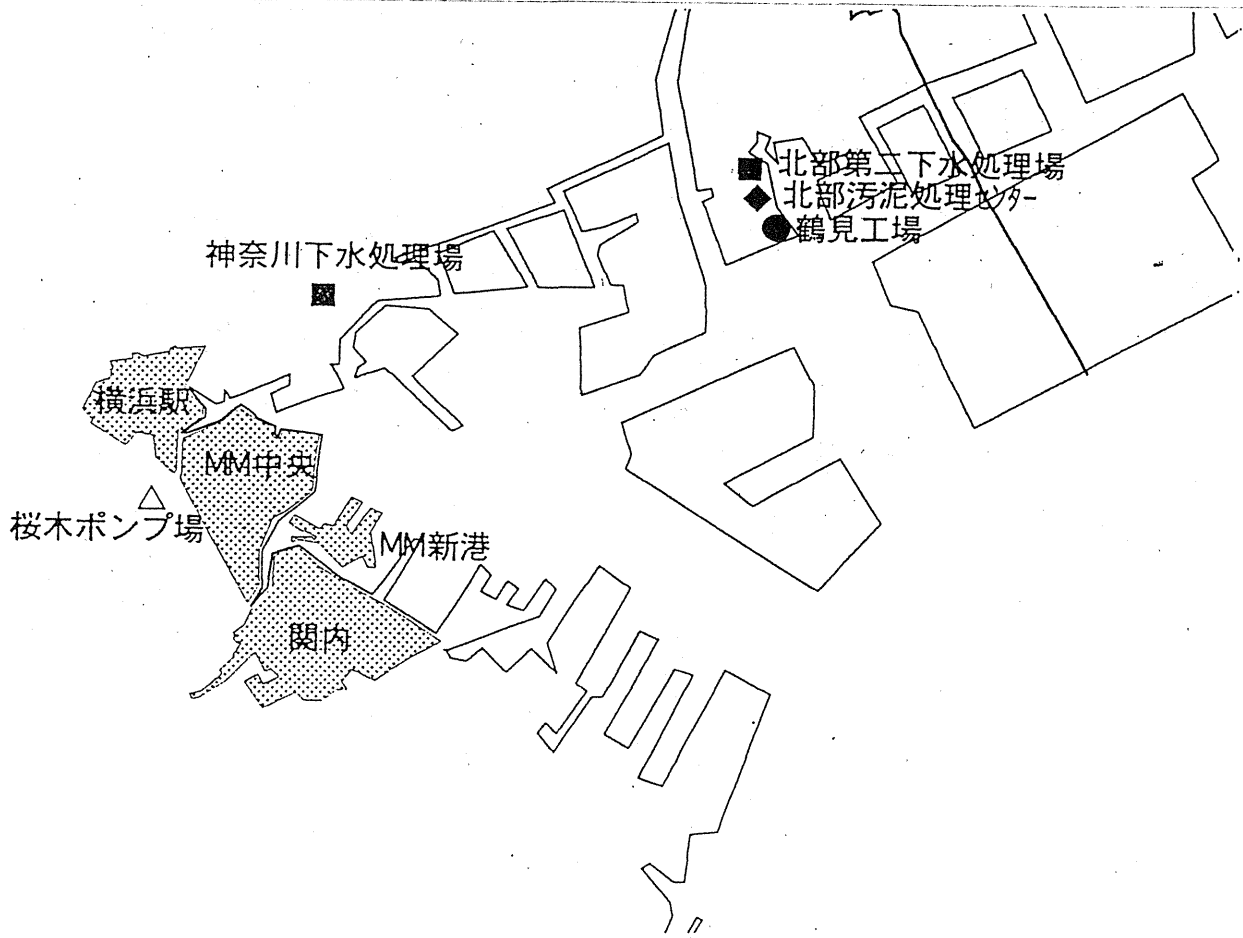 北部第二下水処理場
北部汚泥処理センター
鶴見工場
神奈川下水処理場
横浜駅
MM中央
桜木ポンプ場
MM新港
関内